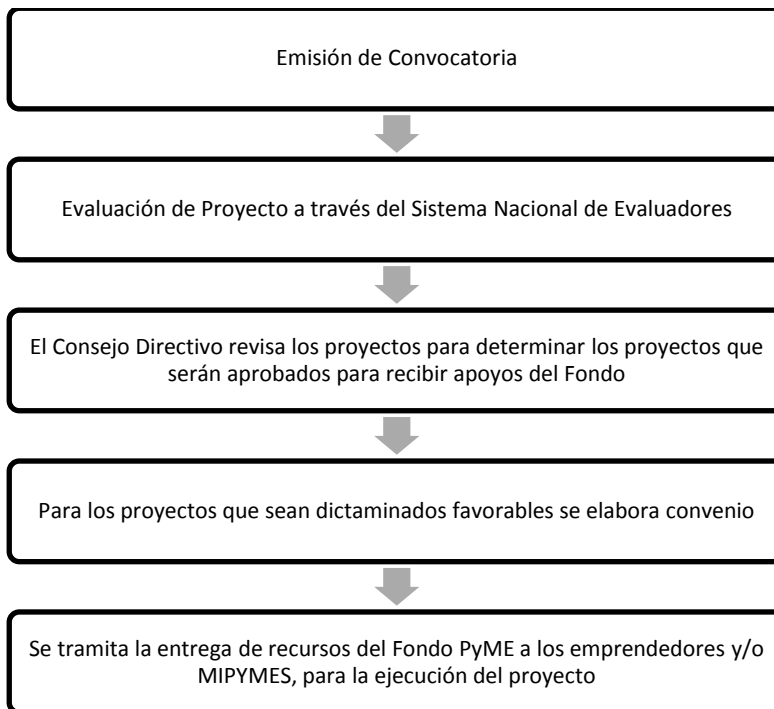 Emisión de Convocatoria
Evaluación de Proyecto a través del Sistema Nacional de Evaluadores
El Consejo Directivo revisa los proyectos para determinar los proyectos que
serán aprobados para recibir apoyos del Fondo
Para los proyectos que sean dictaminados favorables se elabora convenio
Se tramita la entrega de recursos del Fondo PyME a los emprendedores y/o
MIPYMES, para la ejecución del proyecto